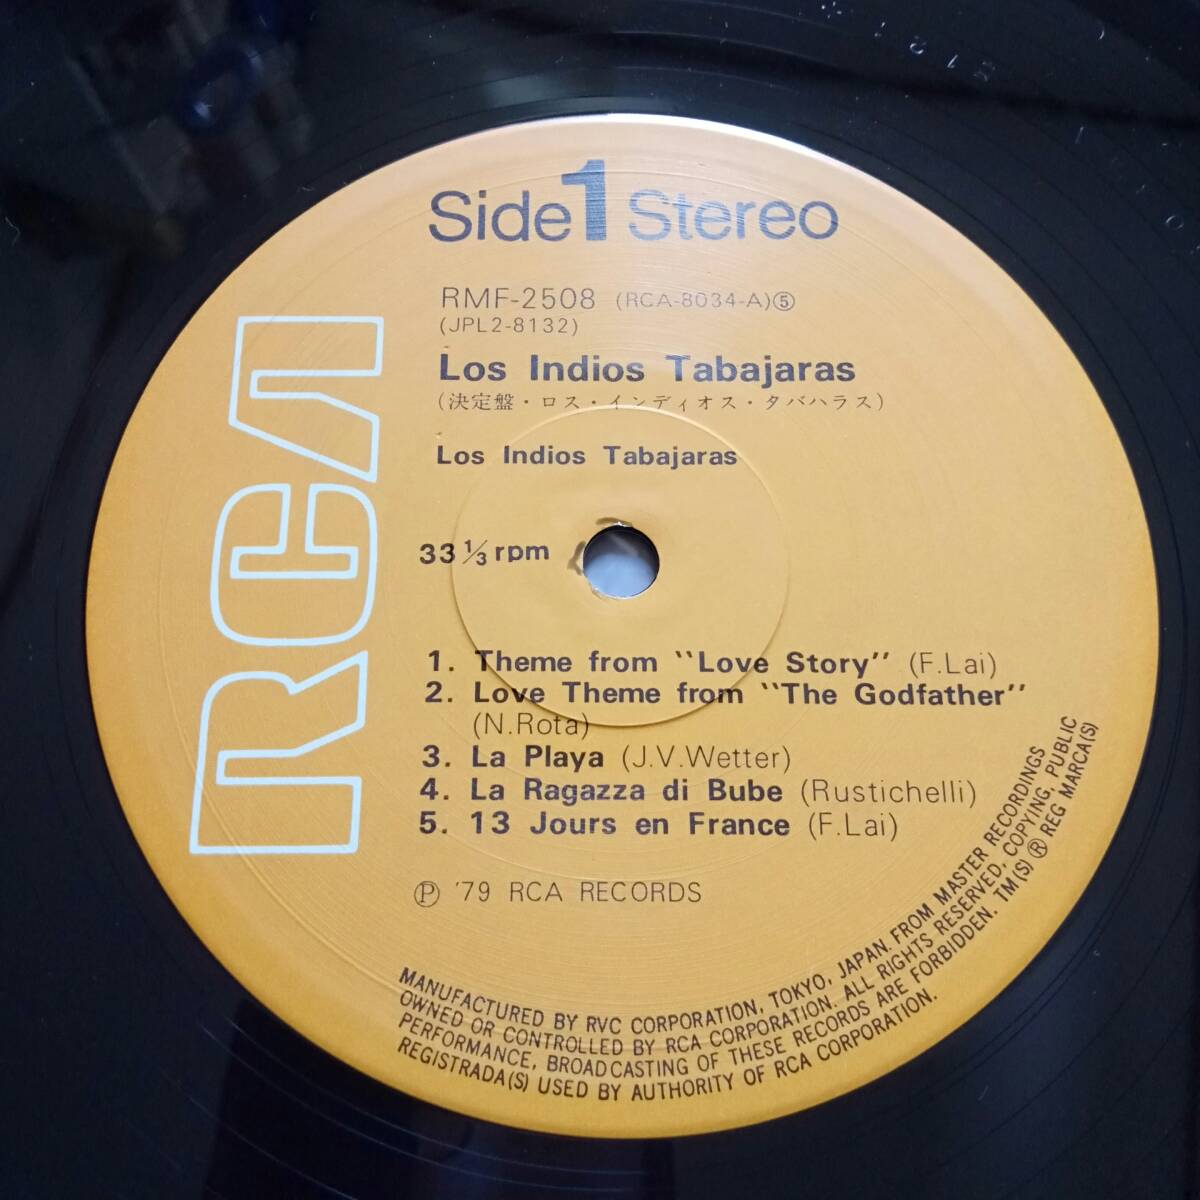 Side 1 Stereo
RMF-2508 (RCA-8034-A)⑤
(JPL2-8132)
Los Indios Tabajaras
(決定盤・ロス・インディオス・タバハラス)
Los Indios Tabajaras
RCA
33 1/3 rpm
1. Theme from "Love Story" (F.Lai)
2. Love Theme from "The Godfather"
(N.Rota)
3. La Playa (J.V.Wetter)
4. La Ragazza di Bube (Rustichelli)
5. 13 Jours en France (F.Lai)
Ⓟ '79 RCA RECORDS
MANUFACTURED BY RVC CORPORATION, TOKYO, JAPAN. FROM MASTER RECORDINGS
OWNED OR CONTROLLED BY RCA CORPORATION. ALL RIGHTS RESERVED, COPYING, PUBLIC
PERFORMANCE, BROADCASTING OF THESE RECORDS ARE FORBIDDEN. TM(S) ® REG MARCA(S)
REGISTRADA(S) USED BY AUTHORITY OF RCA CORPORATION.